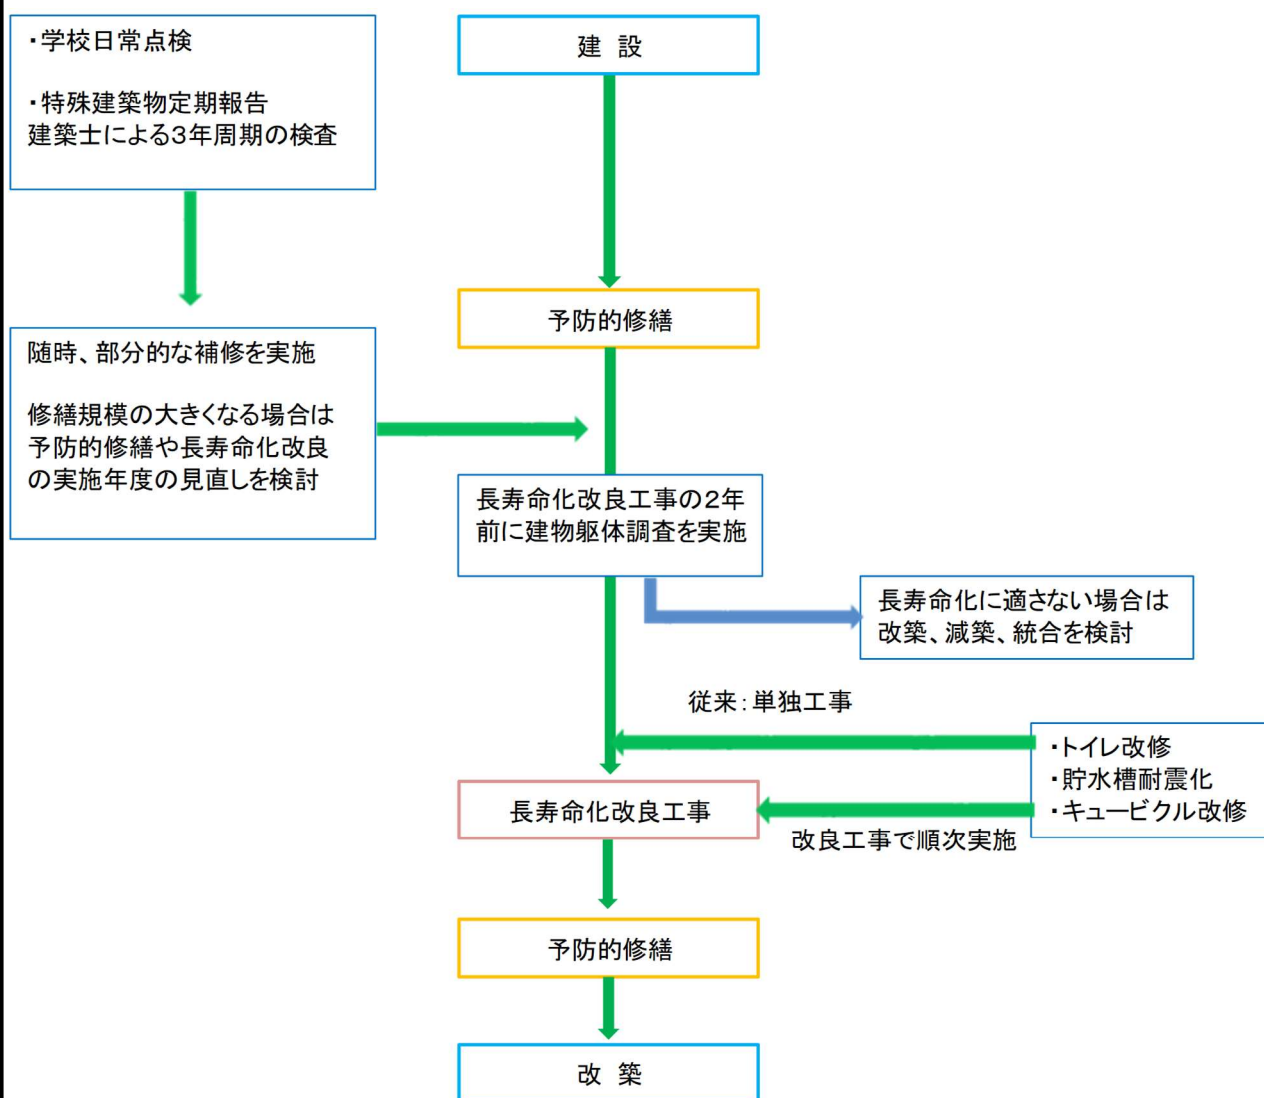 ・学校日常点検
・特殊建築物定期報告
建築士による3年周期の検査
建 設
予防的修繕
随時、部分的な補修を実施
修繕規模の大きくなる場合は
予防的修繕や長寿命化改良
の実施年度の見直しを検討
長寿命化改良工事の2年
前に建物躯体調査を実施
長寿命化に適さない場合は
改築、減築、統合を検討
従来：単独工事
・トイレ改修
・貯水槽耐震化
・キュービクル改修
長寿命化改良工事
改良工事で順次実施
予防的修繕
改 築